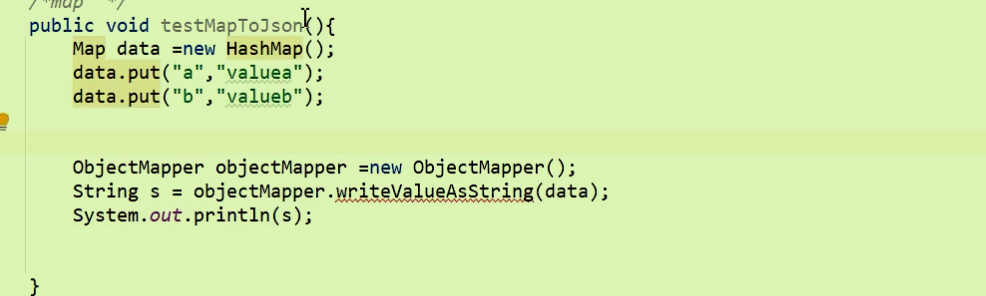 /*map */
public void testMapToJson(){
Map data =new HashMap();
data.put("a","valuea");
data.put("b","valueb");
ObjectMapper objectMapper =new ObjectMapper();
String s = objectMapper.writeValueAsString(data);
System.out.println(s);
}